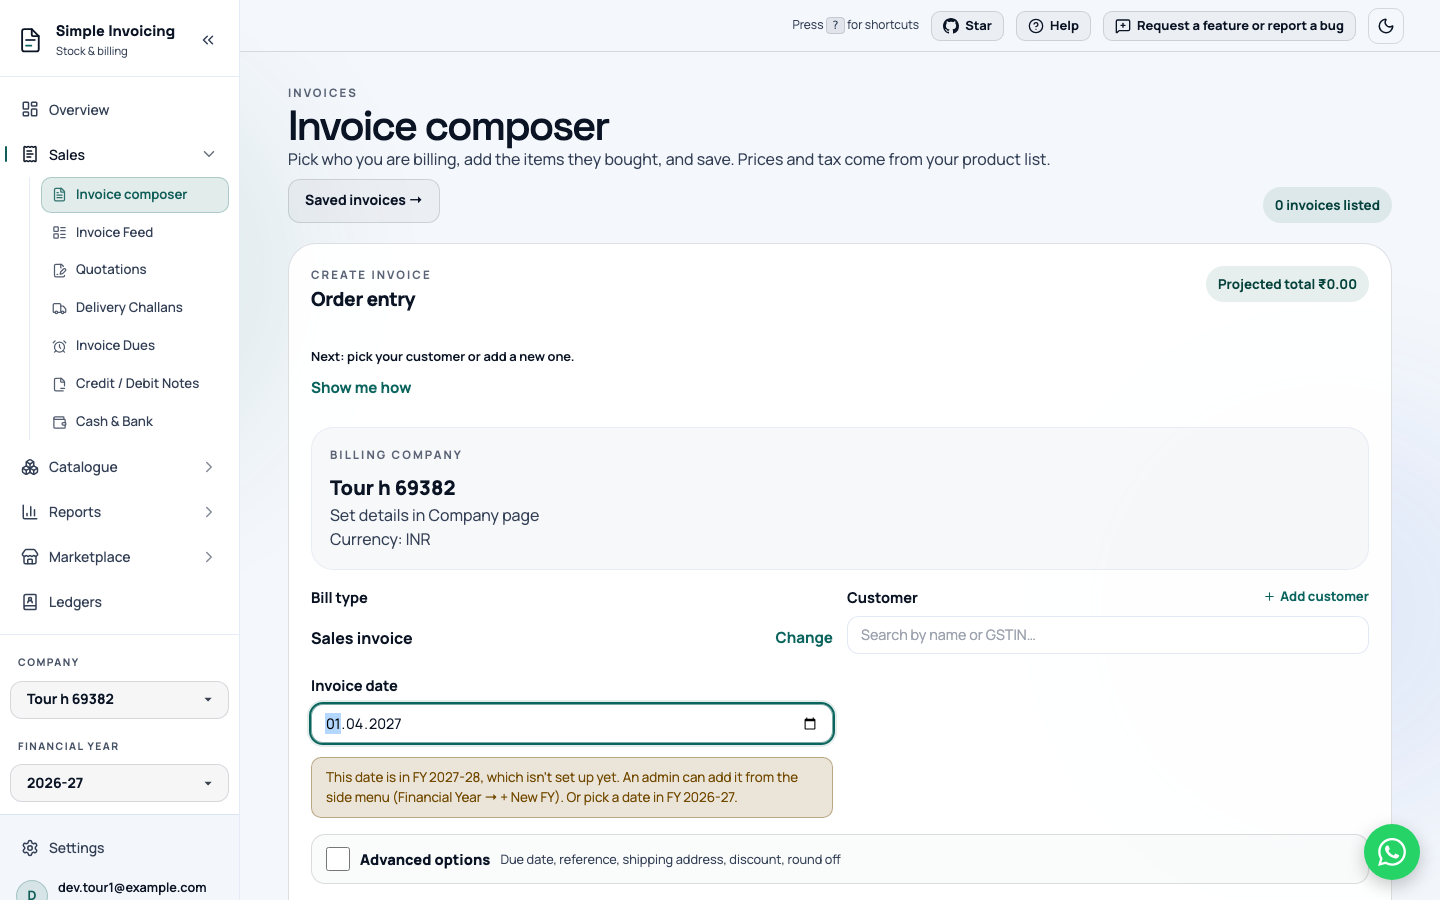 Simple Invoicing
Stock & billing
Overview
Sales
Invoice composer
Invoice Feed
Quotations
Delivery Challans
Invoice Dues
Credit / Debit Notes
Cash & Bank
Catalogue
Reports
Marketplace
Ledgers
COMPANY
Tour h 69382
FINANCIAL YEAR
2026-27
Settings
D
dev.tour1@example.com
Press ? for shortcuts
Star
Help
Request a feature or report a bug
INVOICES
Invoice composer
Pick who you are billing, add the items they bought, and save. Prices and tax come from your product list.
Saved invoices →
0 invoices listed
CREATE INVOICE
Order entry
Projected total ₹0.00
Next: pick your customer or add a new one.
Show me how
BILLING COMPANY
Tour h 69382
Set details in Company page
Currency: INR
Bill type
Sales invoice
Change
Customer
+ Add customer
Search by name or GSTIN…
Invoice date
01.04.2027
This date is in FY 2027-28, which isn't set up yet. An admin can add it from the
side menu (Financial Year → + New FY). Or pick a date in FY 2026-27.
Advanced options
Due date, reference, shipping address, discount, round off